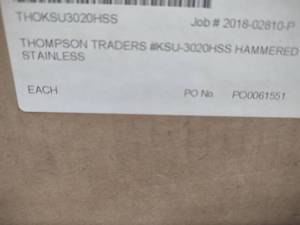 THOKSU3020HSS Job # 2018-02810-P
THOMPSON TRADERS #KSU-3020HSS HAMMERED
STAINLESS
EACH PO No. PO0061551